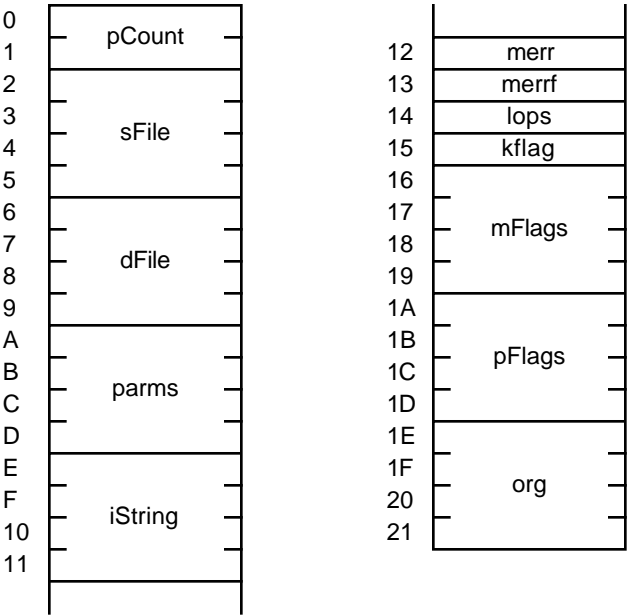 0
1
pCount
2
3
4
5
sFile
6
7
8
9
dFile
A
B
C
D
parms
E
F
10
11
iString
12 merr
13 merrf
14 lops
15 kflag
16
17
18
19
mFlags
1A
1B
1C
1D
pFlags
1E
1F
20
21
org